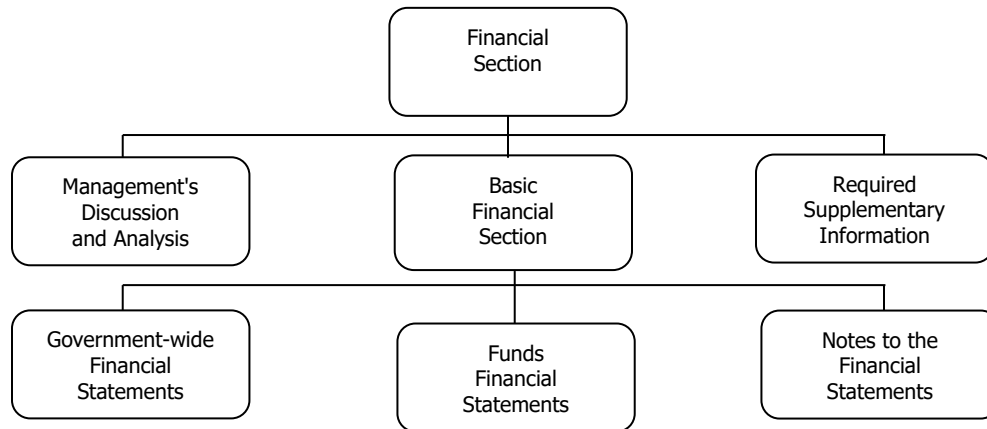 Financial
Section
Management's
Discussion
and Analysis
Basic
Financial
Section
Required
Supplementary
Information
Government-wide
Financial
Statements
Funds
Financial
Statements
Notes to the
Financial
Statements